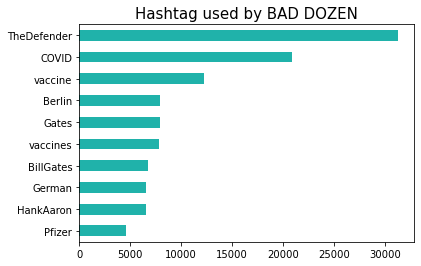 Hashtag used by BAD DOZEN
TheDefender
COVID
vaccine
Berlin
Gates
vaccines
BillGates
German
HankAaron
Pfizer
0 5000 10000 15000 20000 25000 30000